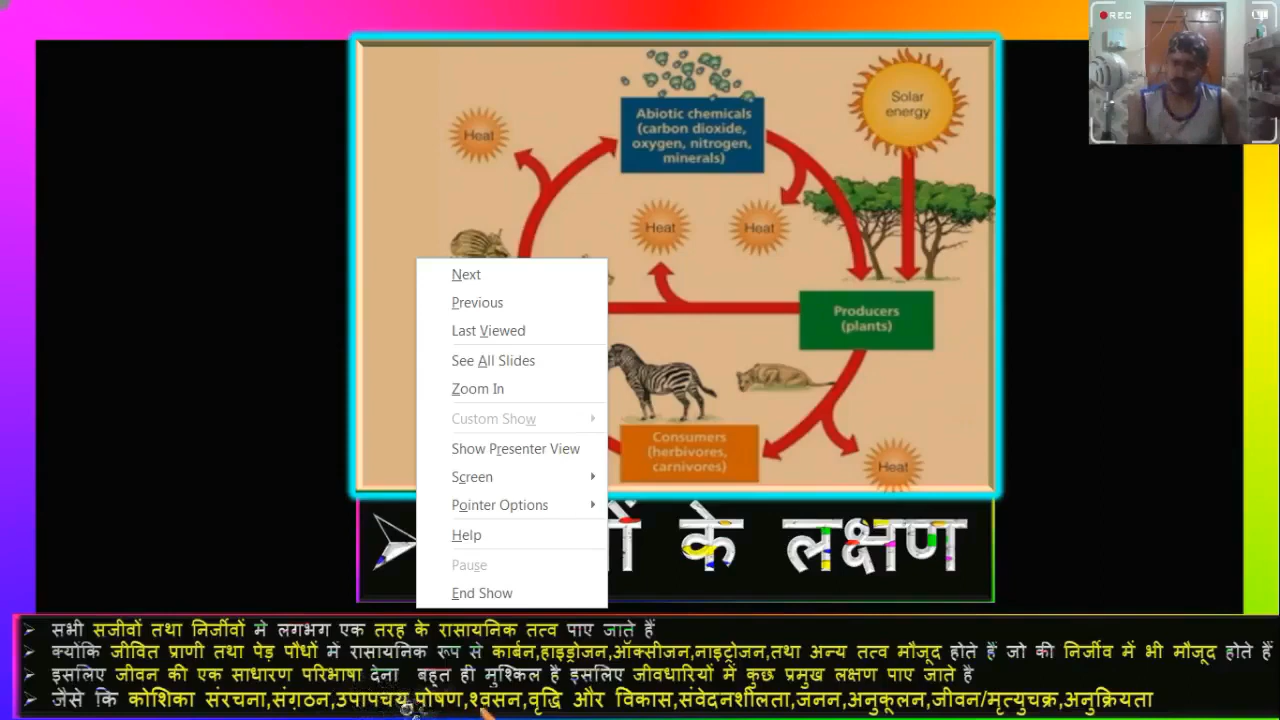 REC
Abiotic chemicals
(carbon dioxide,
oxygen, nitrogen,
minerals)
Solar
energy
Heat
Heat
Heat
Producers
(plants)
Consumers
(herbivores,
carnivores)
Heat
Next
Previous
Last Viewed
See All Slides
Zoom In
Custom Show
Show Presenter View
Screen
Pointer Options
Help
Pause
End Show
के लक्षण
सभी सजीवों तथा निर्जीवों मे लगभग एक तरह के रासायनिक तत्व पाए जाते हैं
क्योंकि जीवित प्राणी तथा पेड़ पौधों में रासायनिक रूप से कार्बन,हाइड्रोजन,ऑक्सीजन,नाइट्रोजन,तथा अन्य तत्व मौजूद होते हैं जो की निर्जीव में भी मौजूद होते हैं
इसलिए जीवन की एक साधारण परिभाषा देना बहुत ही मुश्किल है इसलिए जीवधारियों में कुछ प्रमुख लक्षण पाए जाते है
जैसे कि कोशिका संरचना,संगठन,उपापचय,पोषण,श्वसन,वृद्धि और विकास,संवेदनशीलता,जनन,अनुकूलन,जीवन/मृत्युचक्र,अनुक्रियता